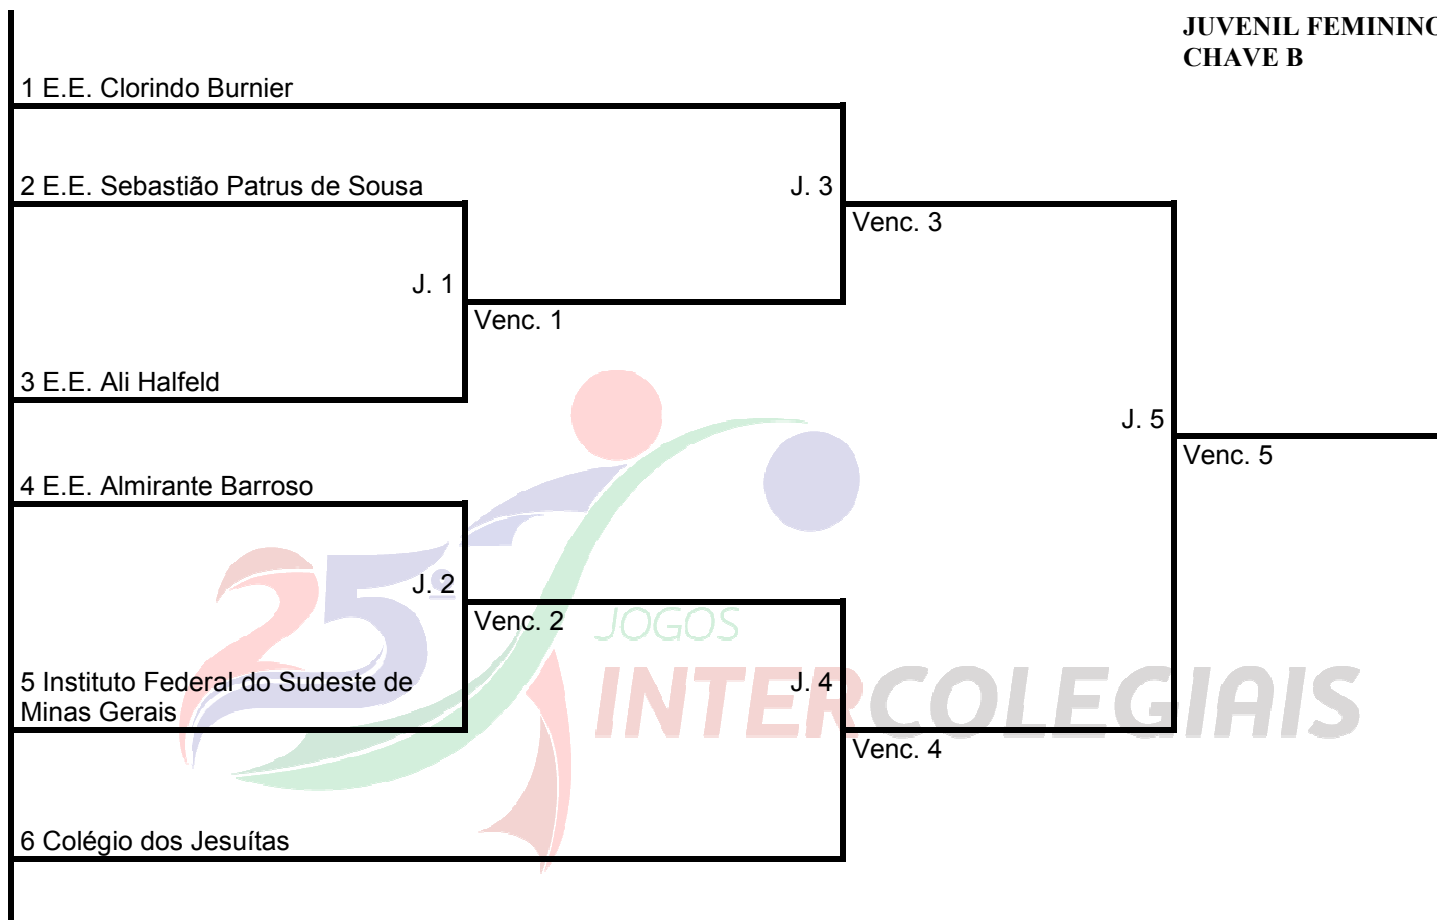 JUVENIL FEMININO
CHAVE B
1 E.E. Clorindo Burnier
2 E.E. Sebastião Patrus de Sousa
J. 3
Venc. 3
J. 1
Venc. 1
3 E.E. Ali Halfeld
J. 5
Venc. 5
4 E.E. Almirante Barroso
25º
J. 2
Venc. 2
JOGOS
5 Instituto Federal do Sudeste de
Minas Gerais
J. 4
INTERCOLEGIAIS
Venc. 4
6 Colégio dos Jesuítas